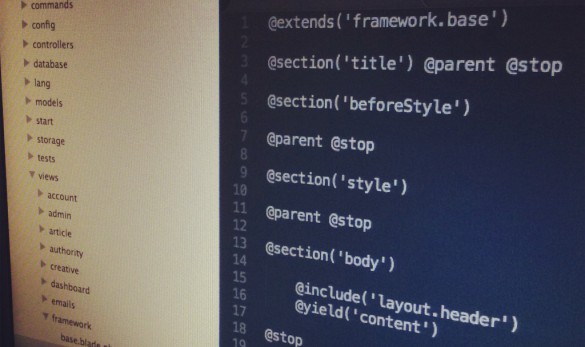 commands
config
controllers
database
lang
models
start
storage
tests
views
account
admin
article
authority
creative
dashboard
emails
framework
base.blade.
1 @extends('framework.base')
2
3 @section('title') @parent @stop
4
5 @section('beforeStyle')
6
7 @parent @stop
8
9 @section('style')
10
11 @parent @stop
12
13 @section('body')
14
15
16 @include('layout.header')
17 @yield('content')
18 @stop
19